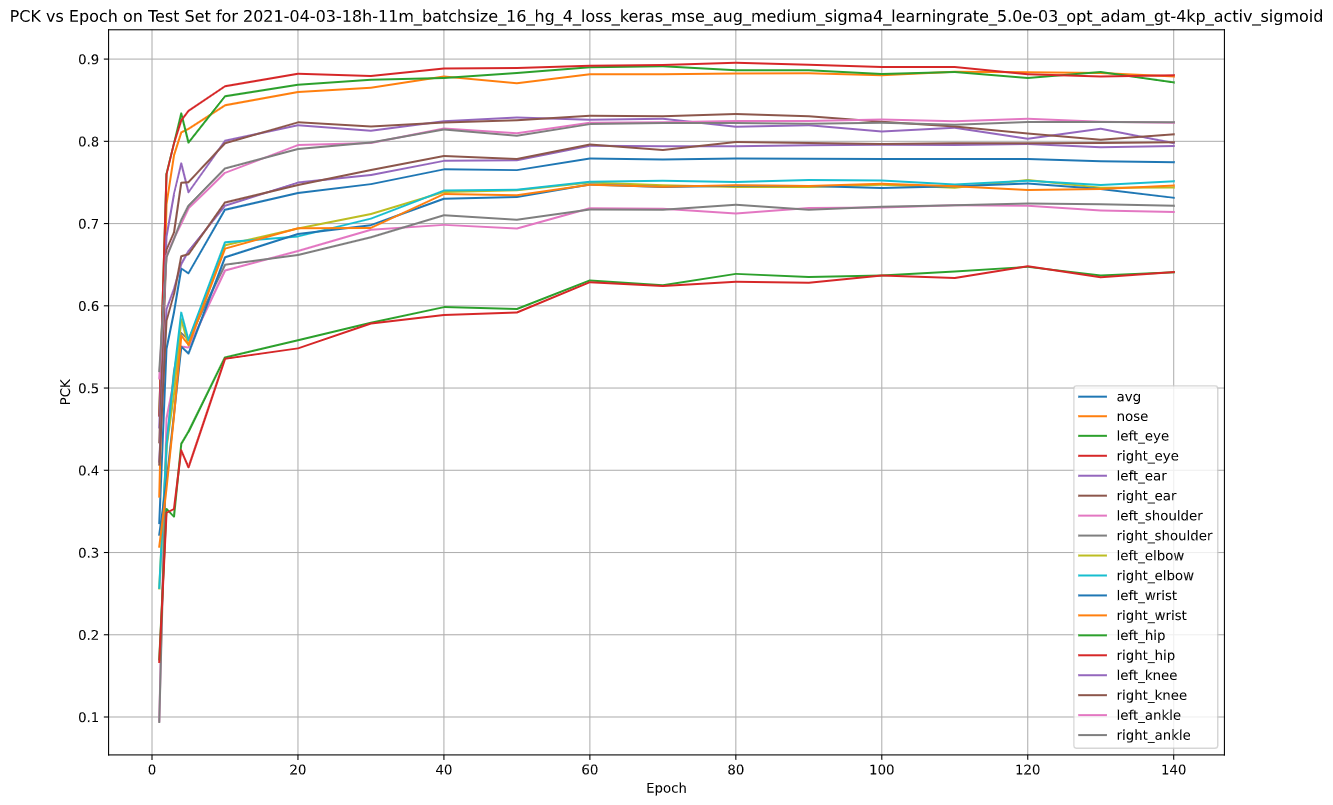 PCK vs Epoch on Test Set for 2021-04-03-18h-11m_batchsize_16_hg_4_loss_keras_mse_aug_medium_sigma4_learningrate_5.0e-03_opt_adam_gt-4kp_activ_sigmoid
0.9
0.8
0.7
0.6
0.5
0.4
0.3
0.2
0.1
PCK
avg
nose
left_eye
right_eye
left_ear
right_ear
left_shoulder
right_shoulder
left_elbow
right_elbow
left_wrist
right_wrist
left_hip
right_hip
left_knee
right_knee
left_ankle
right_ankle
0 20 40 60 80 100 120 140
Epoch